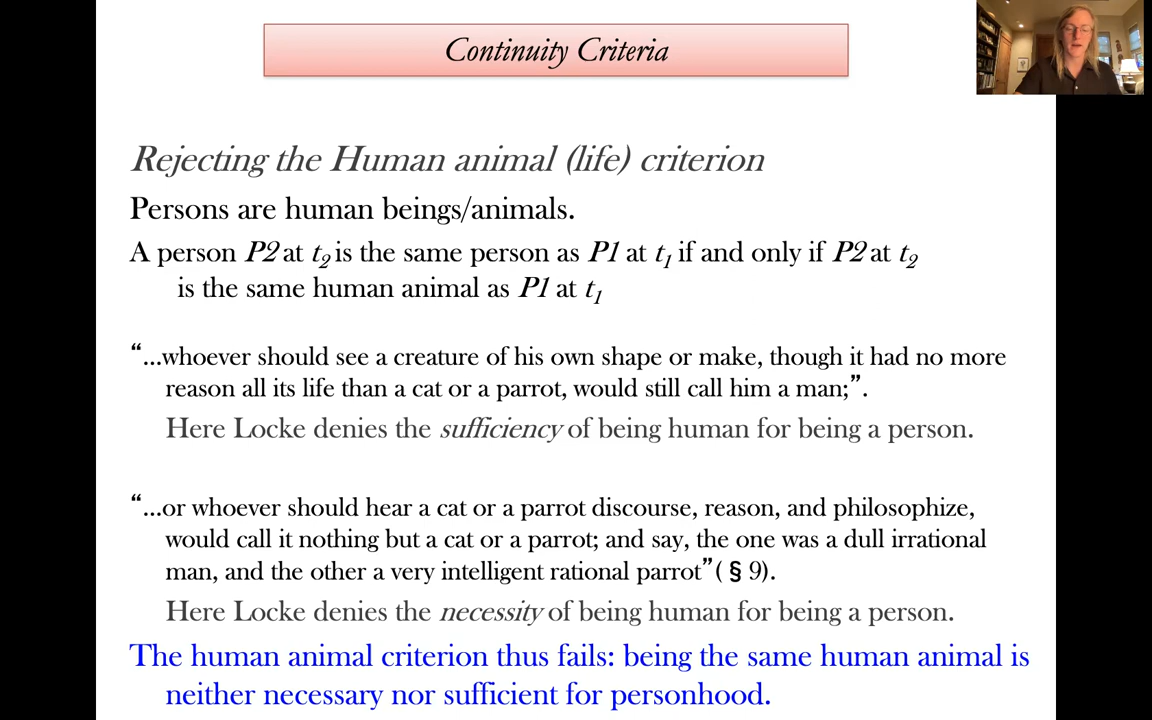 Continuity Criteria
Rejecting the Human animal (life) criterion
Persons are human beings/animals.
A person P2 at t2 is the same person as P1 at t1 if and only if P2 at t2
is the same human animal as P1 at t1
“...whoever should see a creature of his own shape or make, though it had no more
reason all its life than a cat or a parrot, would still call him a man;”.
Here Locke denies the sufficiency of being human for being a person.
“...or whoever should hear a cat or a parrot discourse, reason, and philosophize,
would call it nothing but a cat or a parrot; and say, the one was a dull irrational
man, and the other a very intelligent rational parrot”( § 9).
Here Locke denies the necessity of being human for being a person.
The human animal criterion thus fails: being the same human animal is
neither necessary nor sufficient for personhood.